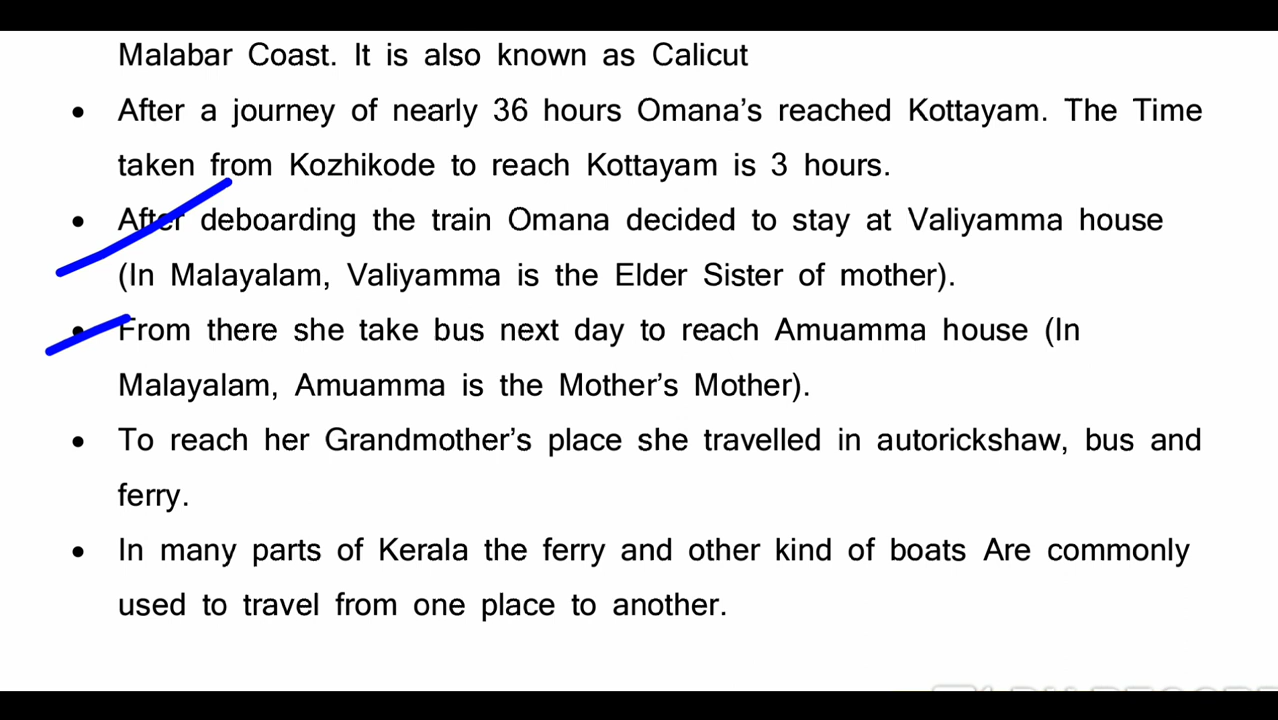 Malabar Coast. It is also known as Calicut
• After a journey of nearly 36 hours Omana's reached Kottayam. The Time
taken from Kozhikode to reach Kottayam is 3 hours.
• After deboarding the train Omana decided to stay at Valiyamma house
(In Malayalam, Valiyamma is the Elder Sister of mother).
• From there she take bus next day to reach Amuamma house (In
Malayalam, Amuamma is the Mother's Mother).
• To reach her Grandmother's place she travelled in autorickshaw, bus and
ferry.
• In many parts of Kerala the ferry and other kind of boats Are commonly
used to travel from one place to another.